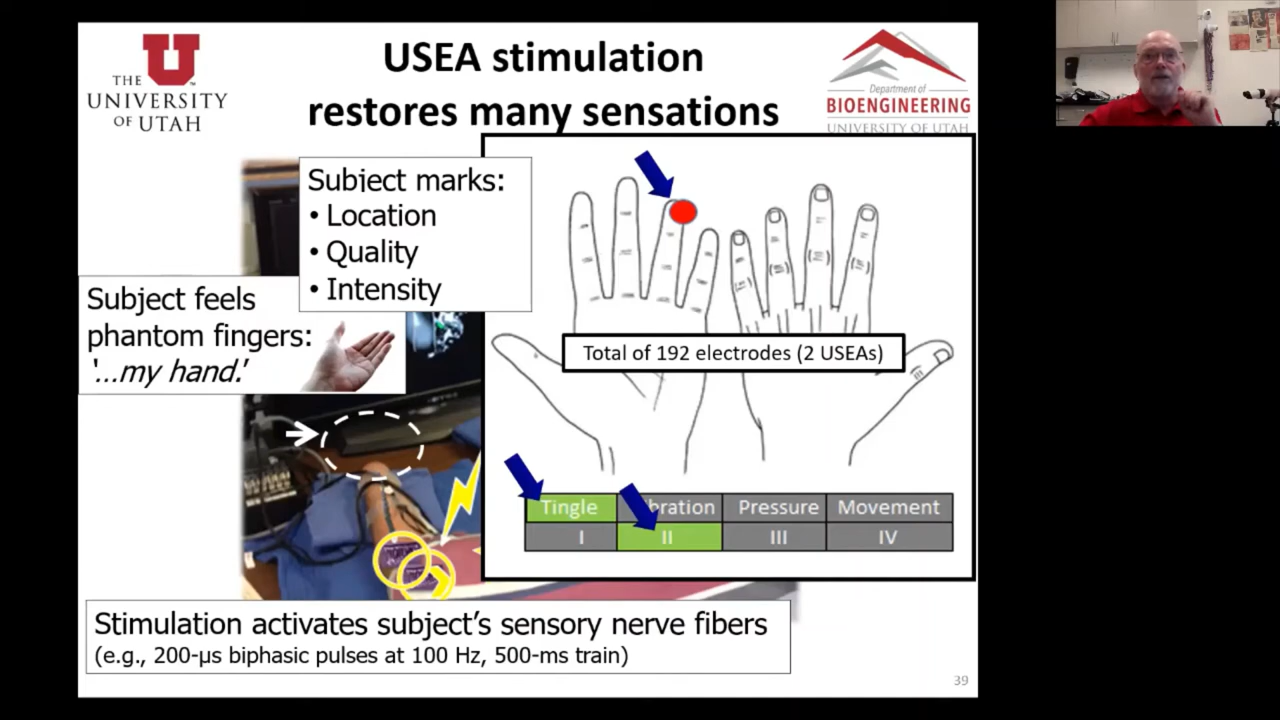 THE
UNIVERSITY
OF UTAH
USEA stimulation
restores many sensations
Department of
BIOENGINEERING
UNIVERSITY OF UTAH
Subject marks:
• Location
• Quality
• Intensity
Subject feels
phantom fingers:
‘…my hand.’
Total of 192 electrodes (2 USEAs)
Tingle Pressure Movement
I II III IV
Stimulation activates subject’s sensory nerve fibers
(e.g., 200-µs biphasic pulses at 100 Hz, 500-ms train)
39